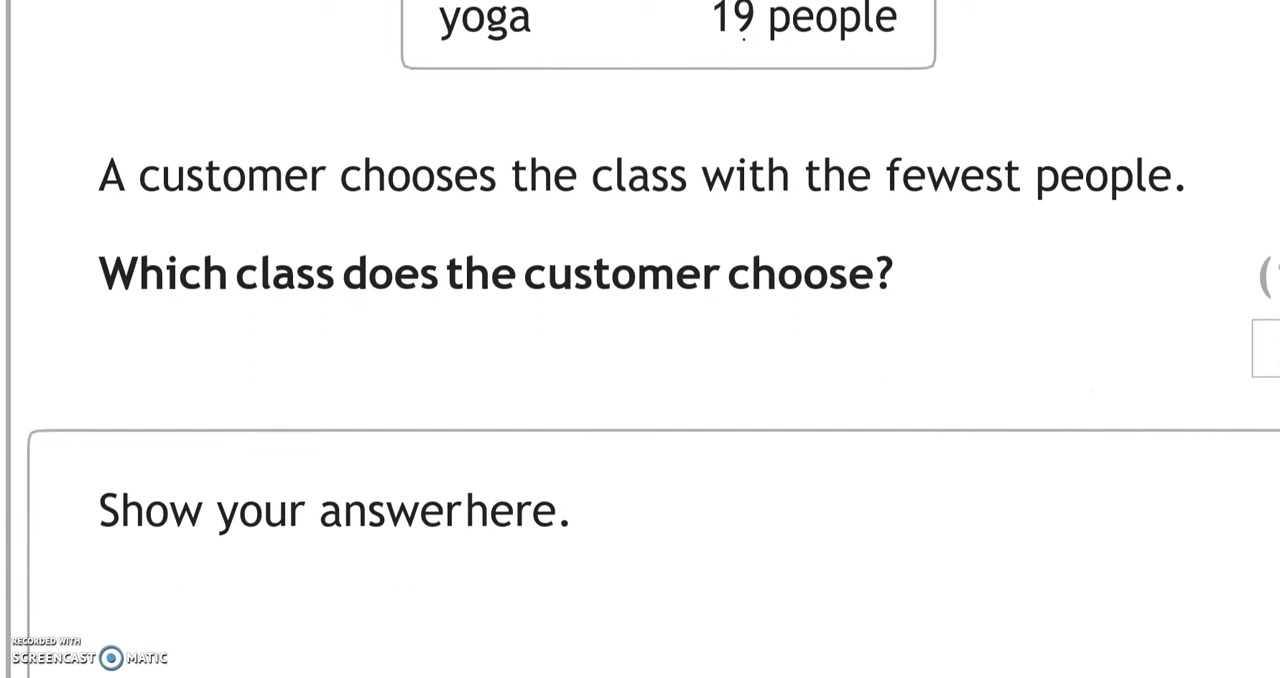 yoga 19 people
A customer chooses the class with the fewest people.
Which class does the customer choose?
(
Show your answerhere.
RECORDED WITH
SCREENCAST MATIC